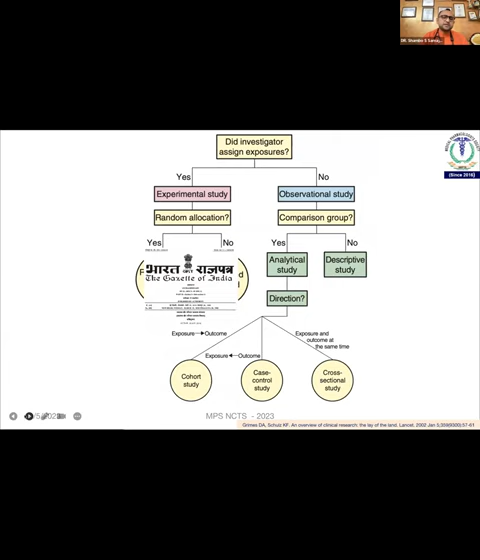 DR. Shambo S Sama
(Since 2016)
Did investigator
assign exposures?
Yes
No
Experimental study
Observational study
Random allocation?
Comparison group?
Yes
No
Yes
No
भारत राजपत्र
The Gazette of India
Analytical
study
Descriptive
study
Direction?
Exposure
Outcome
Exposure
Outcome
Exposure and
outcome at
the same time
Cohort
study
Case-
control
study
Cross-
sectional
study
MPS NCTS - 2023
Grimes DA, Schulz KF. An overview of clinical research: the lay of the land. Lancet. 2002 Jan 5;359(9300):57-61